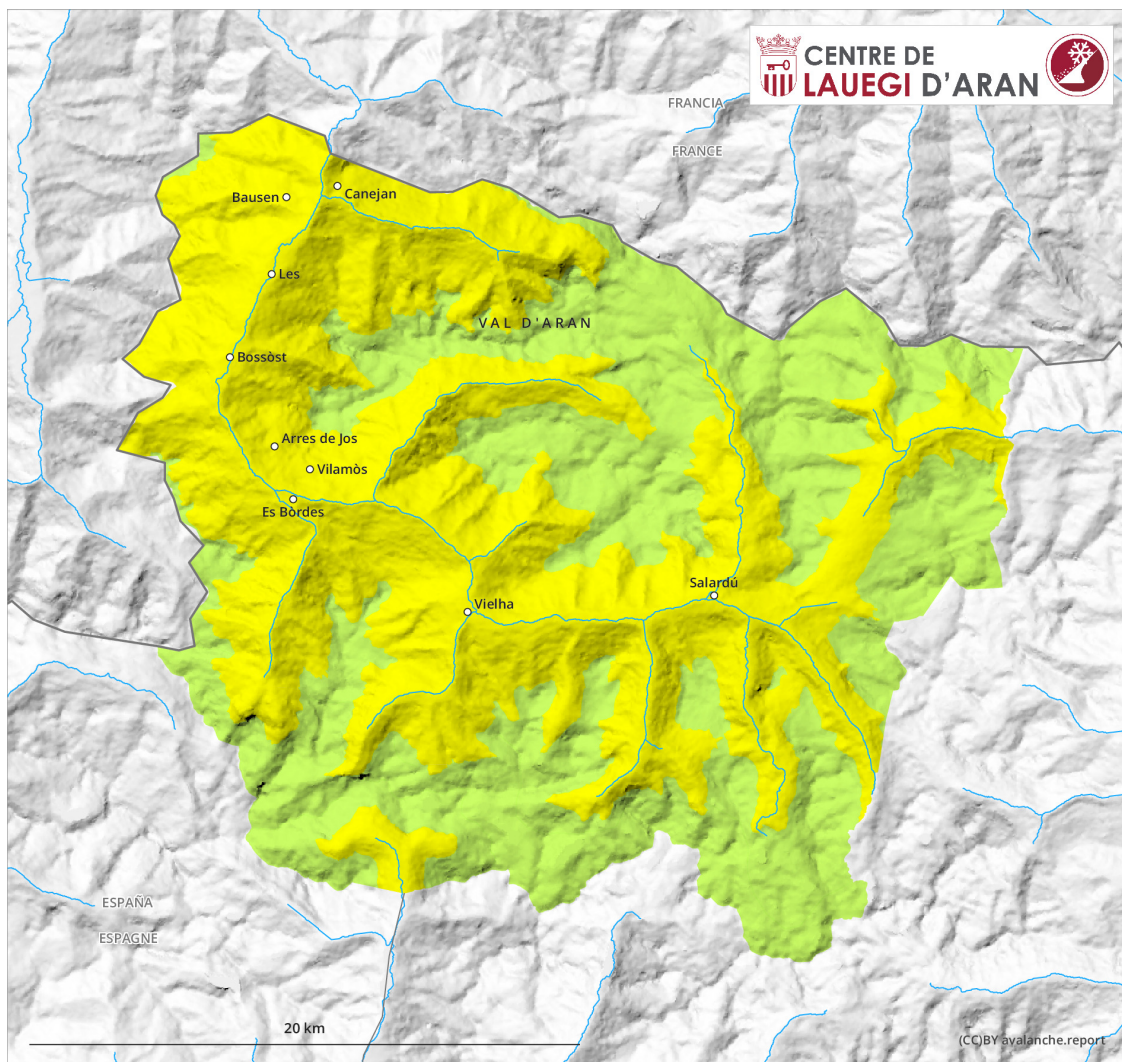 CENTRE DE
LAUEGI D'ARAN
FRANCIA
FRANCE
Bausen
Canejan
Les
VAL D'ARAN
Bossòst
Arres de Jos
Vilamòs
Es Bòrdes
Salardú
Vielha
ESPAÑA
ESPAGNE
20 km
(CC)BY avalanche.report